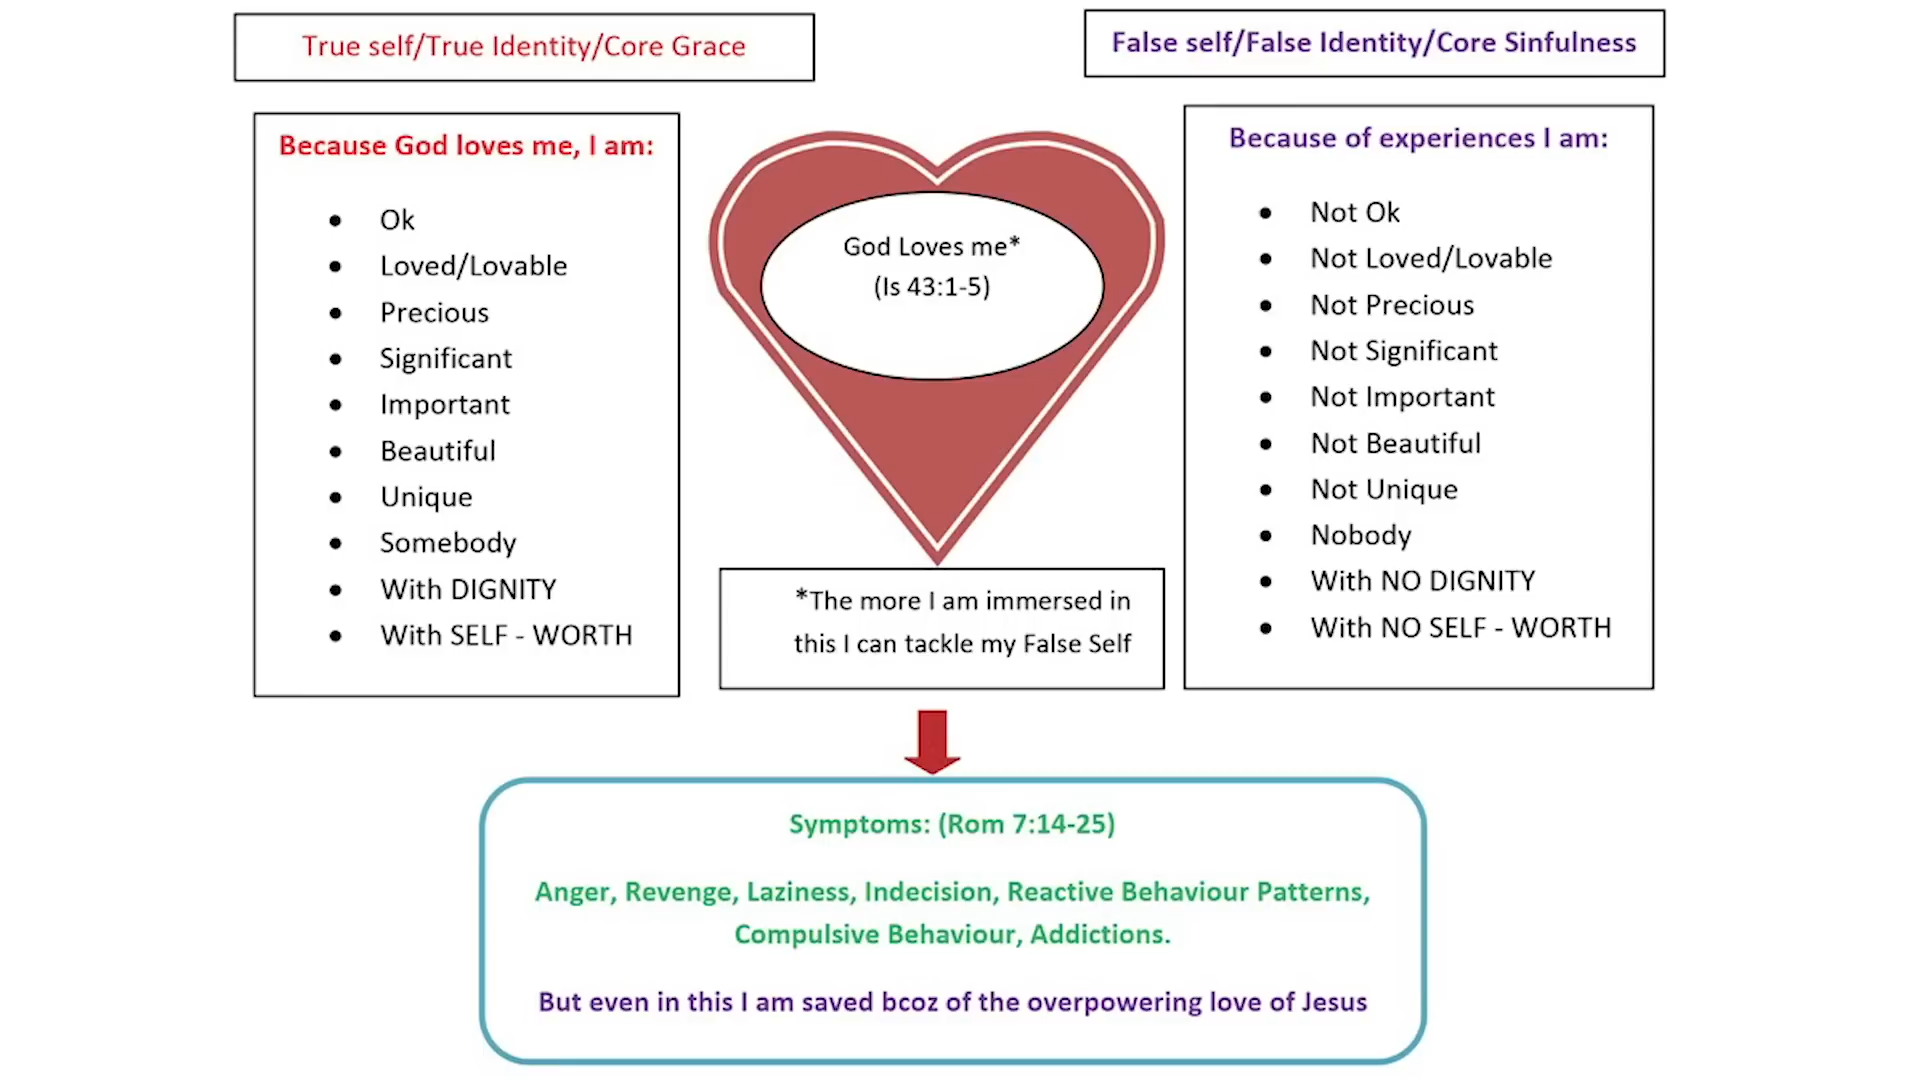 True self/True Identity/Core Grace
False self/False Identity/Core Sinfulness
Because God loves me, I am:
• Ok
• Loved/Lovable
• Precious
• Significant
• Important
• Beautiful
• Unique
• Somebody
• With DIGNITY
• With SELF - WORTH
God Loves me*
(Is 43:1-5)
*The more I am immersed in
this I can tackle my False Self
Because of experiences I am:
• Not Ok
• Not Loved/Lovable
• Not Precious
• Not Significant
• Not Important
• Not Beautiful
• Not Unique
• Nobody
• With NO DIGNITY
• With NO SELF - WORTH
Symptoms: (Rom 7:14-25)
Anger, Revenge, Laziness, Indecision, Reactive Behaviour Patterns,
Compulsive Behaviour, Addictions.
But even in this I am saved bcoz of the overpowering love of Jesus